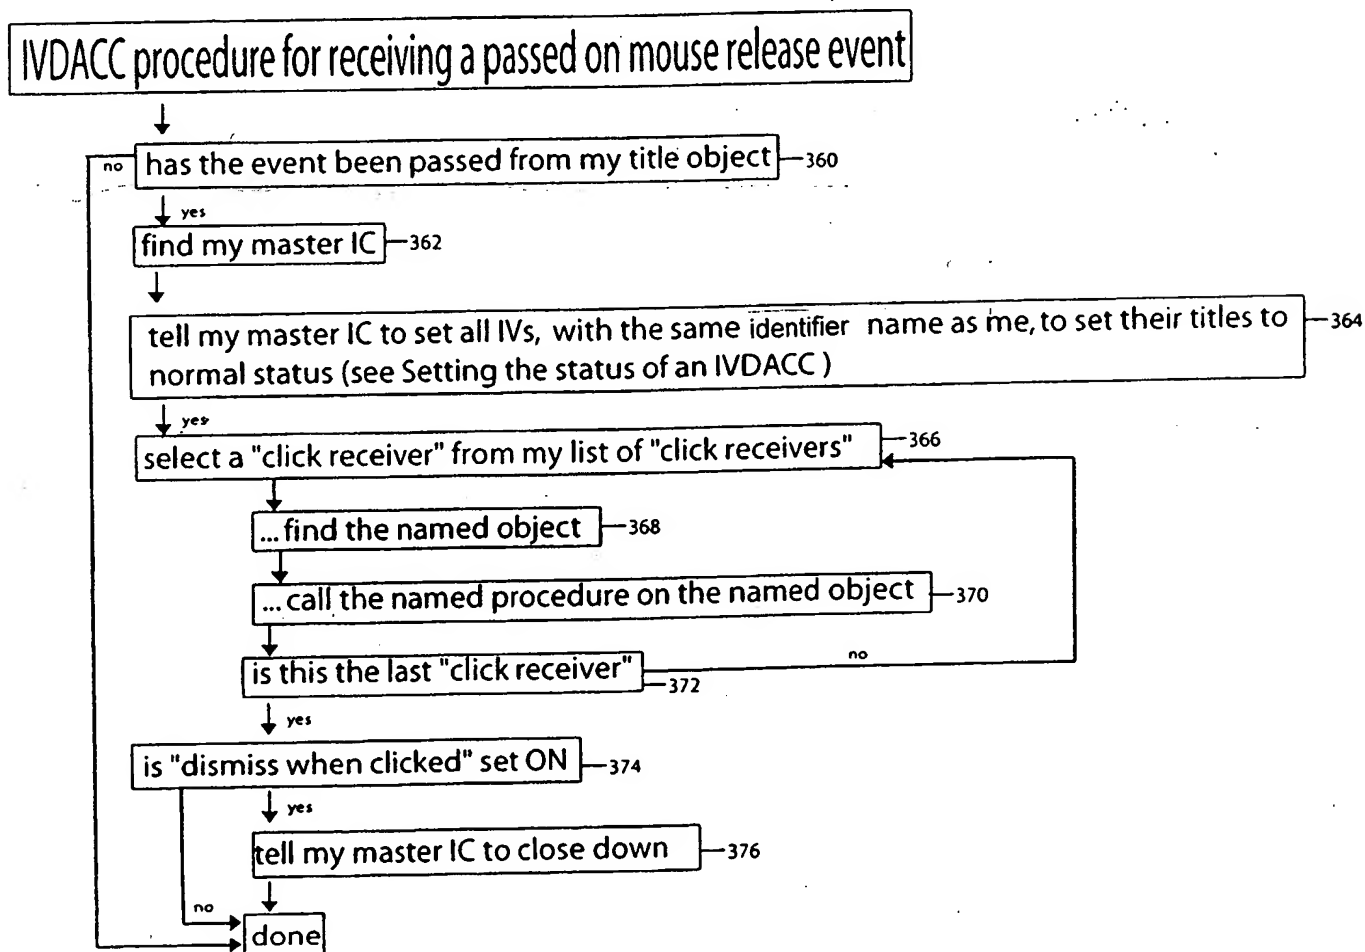 IVDACC procedure for receiving a passed on mouse release event
no
has the event been passed from my title object
360
yes
find my master IC
362
tell my master IC to set all IVs, with the same identifier name as me, to set their titles to
364
normal status (see Setting the status of an IVDACC )
yes
select a "click receiver" from my list of "click receivers"
366
... find the named object
368
... call the named procedure on the named object
370
is this the last "click receiver"
no
372
yes
is "dismiss when clicked" set ON
374
yes
tell my master IC to close down
376
no
done